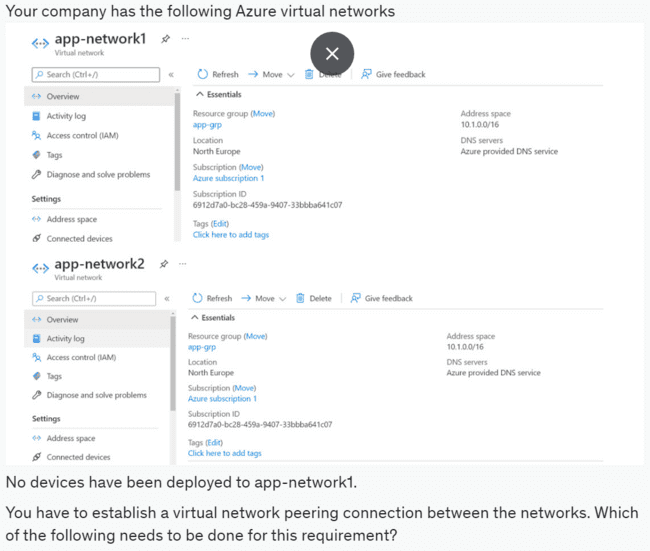 Your company has the following Azure virtual networks
app-network1
Virtual network
Search (Ctrl+/)
«
Refresh Move Delete Give feedback
Overview
Activity log
Access control (IAM)
Tags
Diagnose and solve problems
Settings
Address space
Connected devices
Essentials
Resource group (Move)
app-grp
Location
North Europe
Subscription (Move)
Azure subscription 1
Subscription ID
6912d7a0-bc28-459a-9407-33bbba641c07
Tags (Edit)
Click here to add tags
Address space
10.1.0.0/16
DNS servers
Azure provided DNS service
app-network2
Virtual network
Search (Ctrl+/)
«
Refresh Move Delete Give feedback
Overview
Activity log
Access control (IAM)
Tags
Diagnose and solve problems
Settings
Address space
Connected devices
Essentials
Resource group (Move)
app-grp
Location
North Europe
Subscription (Move)
Azure subscription 1
Subscription ID
6912d7a0-bc28-459a-9407-33bbba641c07
Tags (Edit)
Click here to add tags
Address space
10.1.0.0/16
DNS servers
Azure provided DNS service
No devices have been deployed to app-network1.
You have to establish a virtual network peering connection between the networks. Which
of the following needs to be done for this requirement?